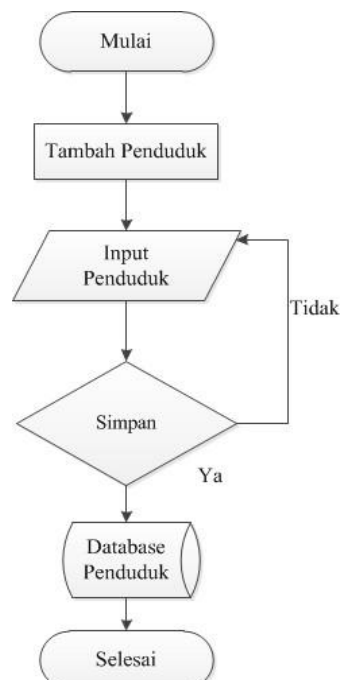 Mulai
Tambah Penduduk
Input
Penduduk
Tidak
Simpan
Ya
Database
Penduduk
Selesai